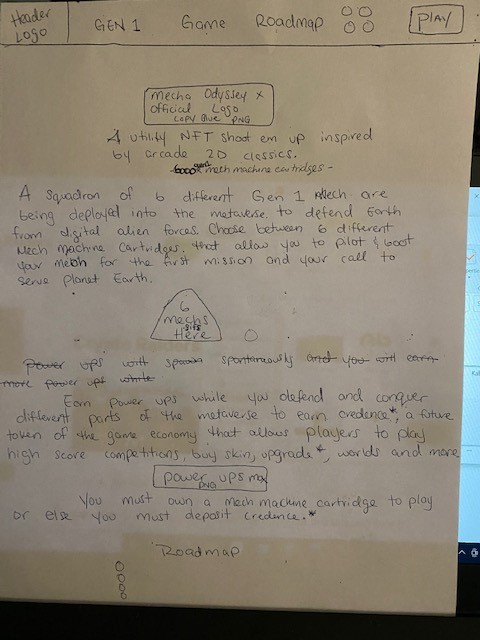 Header Logo
GEN 1
Game
Roadmap
PLAY
Mecha Odyssey x
Official Logo
COPY Blue PNG
A utility NFT shoot em up inspired
by arcade 2D classics.
- 6000 gen1 mech machine cartridges -
A squadron of 6 different Gen 1 Mech are
being deployed into the metaverse to defend Earth
from digital alien forces. Choose between 6 different
Mech Machine Cartridges. that allow you to pilot & boot
your mech for the first mission and your call to
serve Planet Earth.
6
mechs
gifs
Here
Power ups with spawn spontaneously and you will earn
more power ups while
Earn power ups while you defend and conquer
different parts of the metaverse to earn credence*, a future
token of the game economy that allows players to play
high score competitions, buy skin, upgrade*, worlds and more
power ups
PNG
You must own a mech machine cartridge to play
or else you must deposit credence.*
Roadmap